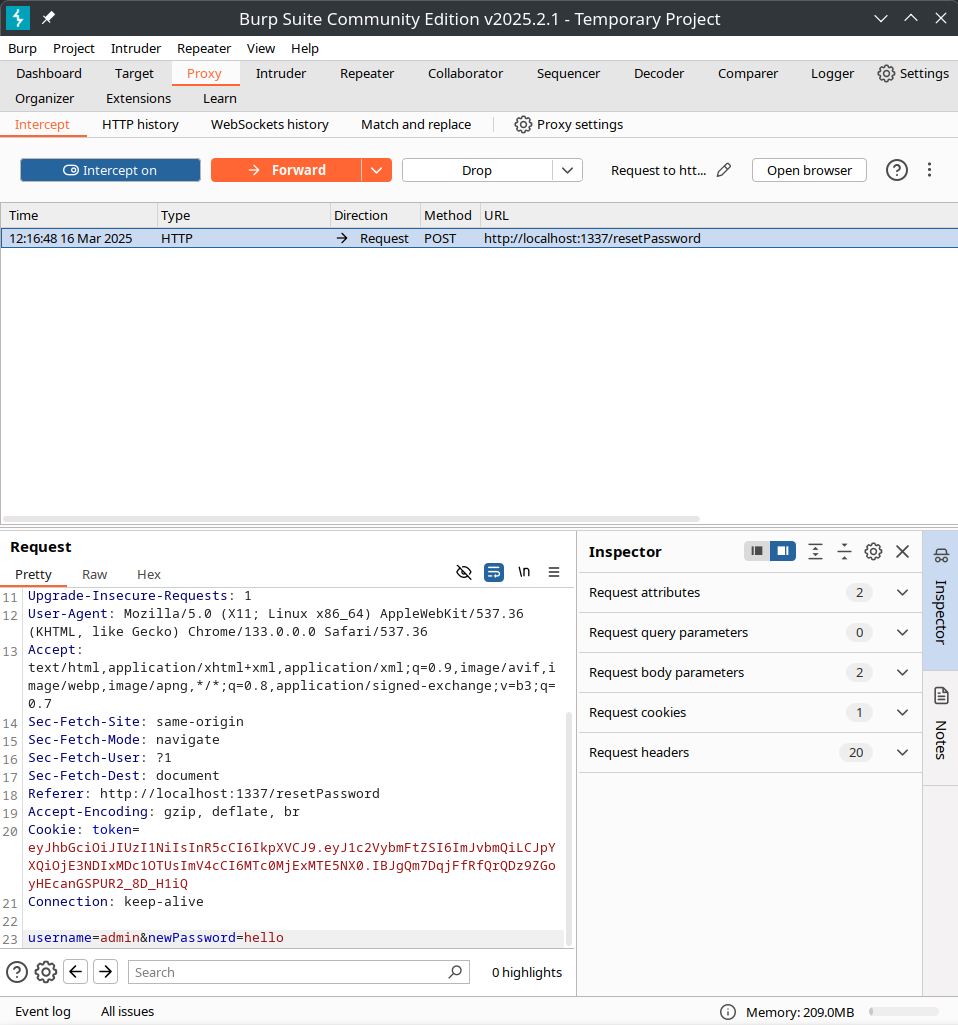 Burp Suite Community Edition v2025.2.1 - Temporary Project
Burp Project Intruder Repeater View Help
Dashboard Target Proxy Intruder Repeater Collaborator Sequencer Decoder Comparer Logger Settings
Organizer Extensions Learn
Intercept HTTP history WebSockets history Match and replace Proxy settings
Intercept on Forward Drop Request to htt... Open browser
Time Type Direction Method URL
12:16:48 16 Mar 2025 HTTP → Request POST http://localhost:1337/resetPassword
Request
Pretty Raw Hex \n
11 Upgrade-Insecure-Requests: 1
12 User-Agent: Mozilla/5.0 (X11; Linux x86_64) AppleWebKit/537.36
(KHTML, like Gecko) Chrome/133.0.0.0 Safari/537.36
13 Accept:
text/html,application/xhtml+xml,application/xml;q=0.9,image/avif,i
mage/webp,image/apng,*/*;q=0.8,application/signed-exchange;v=b3;q=
0.7
14 Sec-Fetch-Site: same-origin
15 Sec-Fetch-Mode: navigate
16 Sec-Fetch-User: ?1
17 Sec-Fetch-Dest: document
18 Referer: http://localhost:1337/resetPassword
19 Accept-Encoding: gzip, deflate, br
20 Cookie: token=
eyJhbGciOiJIUzI1NiIsInR5cCI6IkpXVCJ9.eyJ1c2VybmFtZSI6ImJvbmQiLCJpY
XQiOjE3NDIxMDc1OTUsImV4cCI6MTc0MjExMTE5NX0.IBJgQm7DqjFfRfQrQDz9ZGo
yHEcanGSPUR2_8D_H1iQ
21 Connection: keep-alive
22
23 username=admin&newPassword=hello
Search 0 highlights
Inspector
Request attributes 2
Request query parameters 0
Request body parameters 2
Request cookies 1
Request headers 20
Inspector
Notes
Event log All issues Memory: 209.0MB